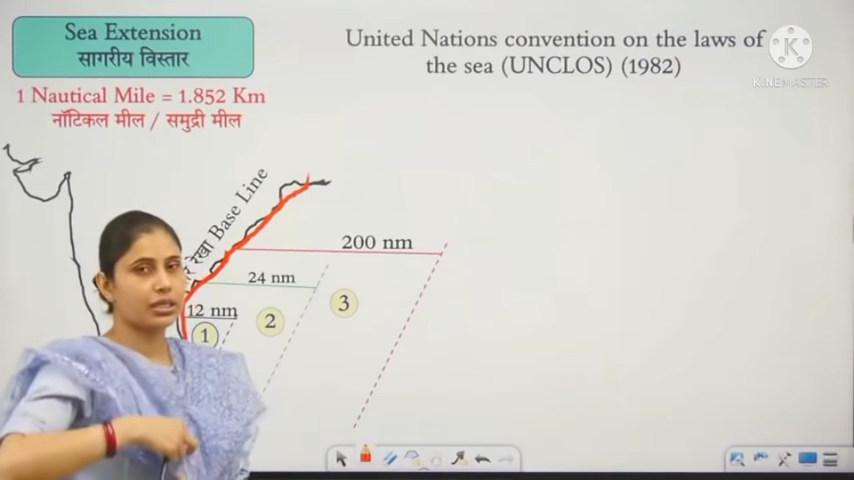 Sea Extension
सागरीय विस्तार
1 Nautical Mile = 1.852 Km
नॉटिकल मील / समुद्री मील
United Nations convention on the laws of
the sea (UNCLOS) (1982)
K
KINEMASTER
रेखा Base Line
200 nm
24 nm
12 nm
1
2
3